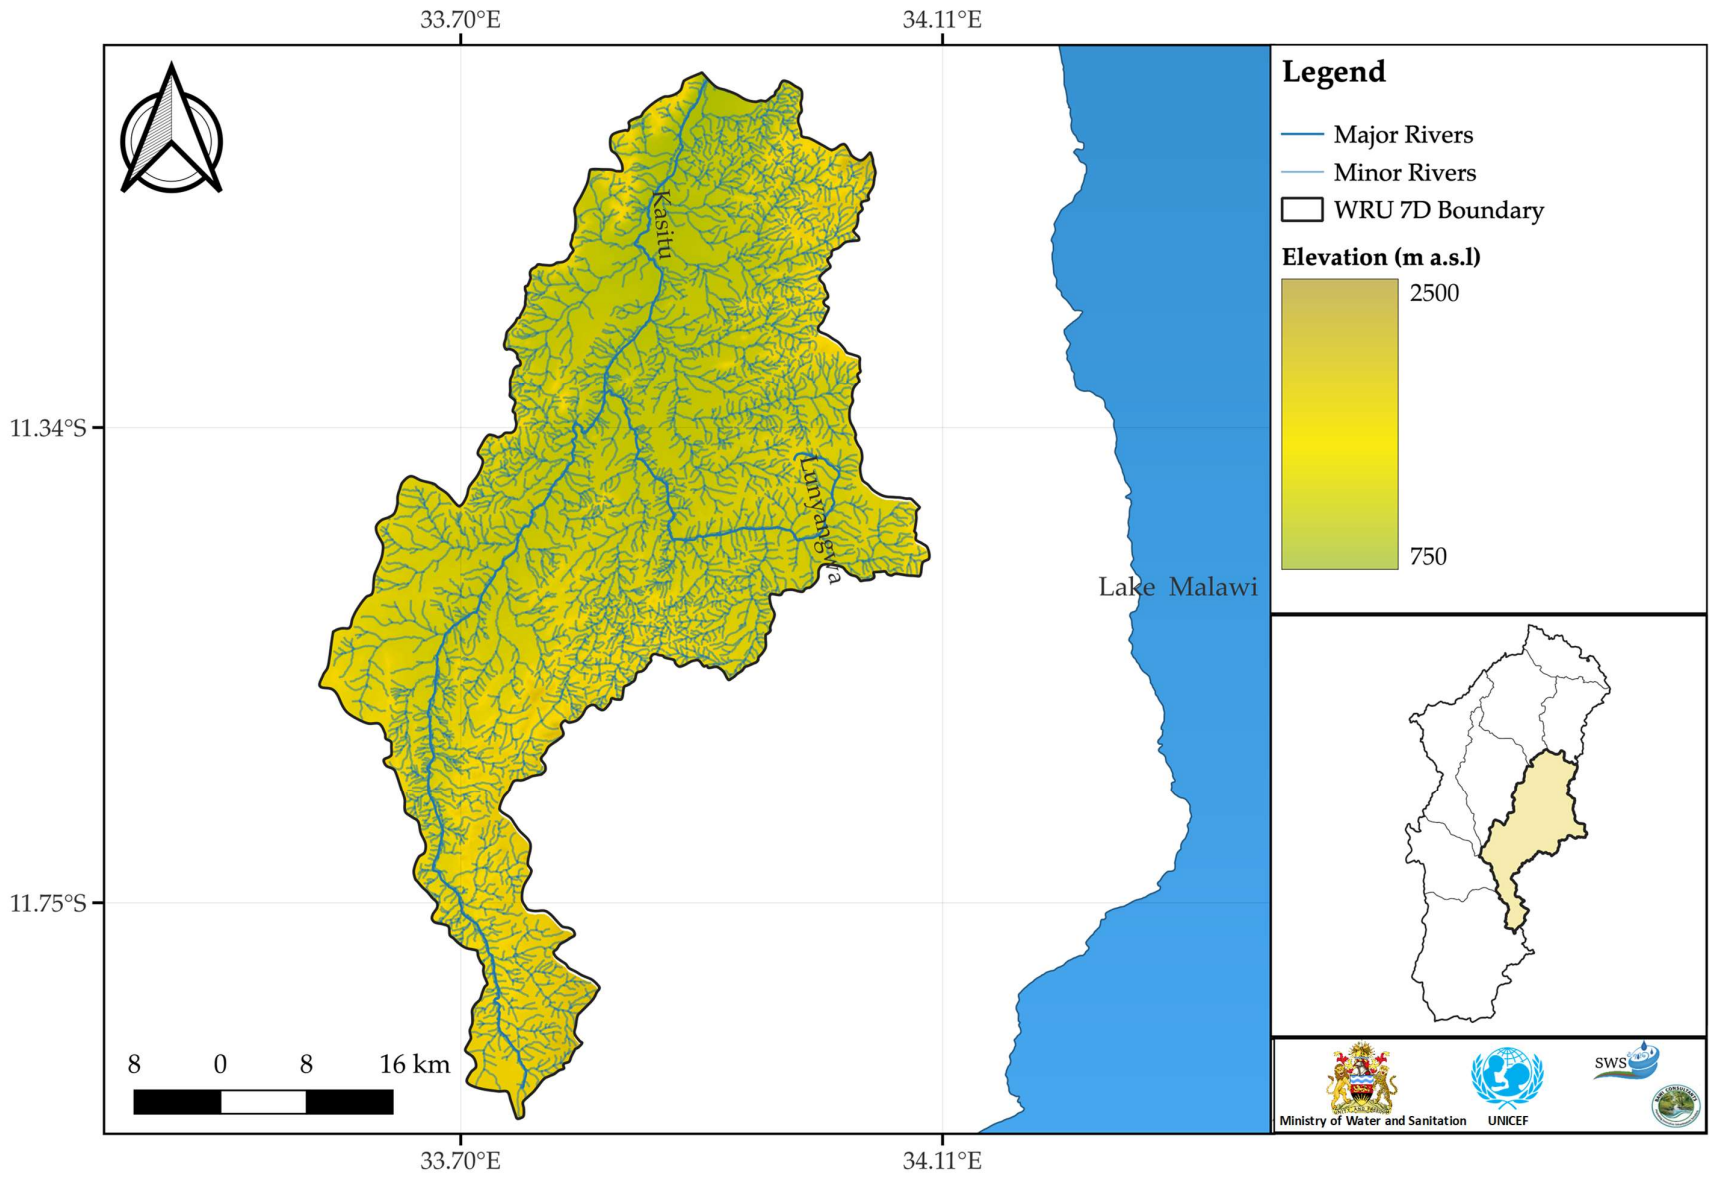 33.70°E 34.11°E
Legend
Major Rivers
Minor Rivers
WRU 7D Boundary
Elevation (m a.s.l)
2500
750
Kasitu
11.34°S
Lunyangwa
Lake Malawi
11.75°S
8 0 8 16 km
33.70°E 34.11°E
SWS
Ministry of Water and Sanitation
UNICEF